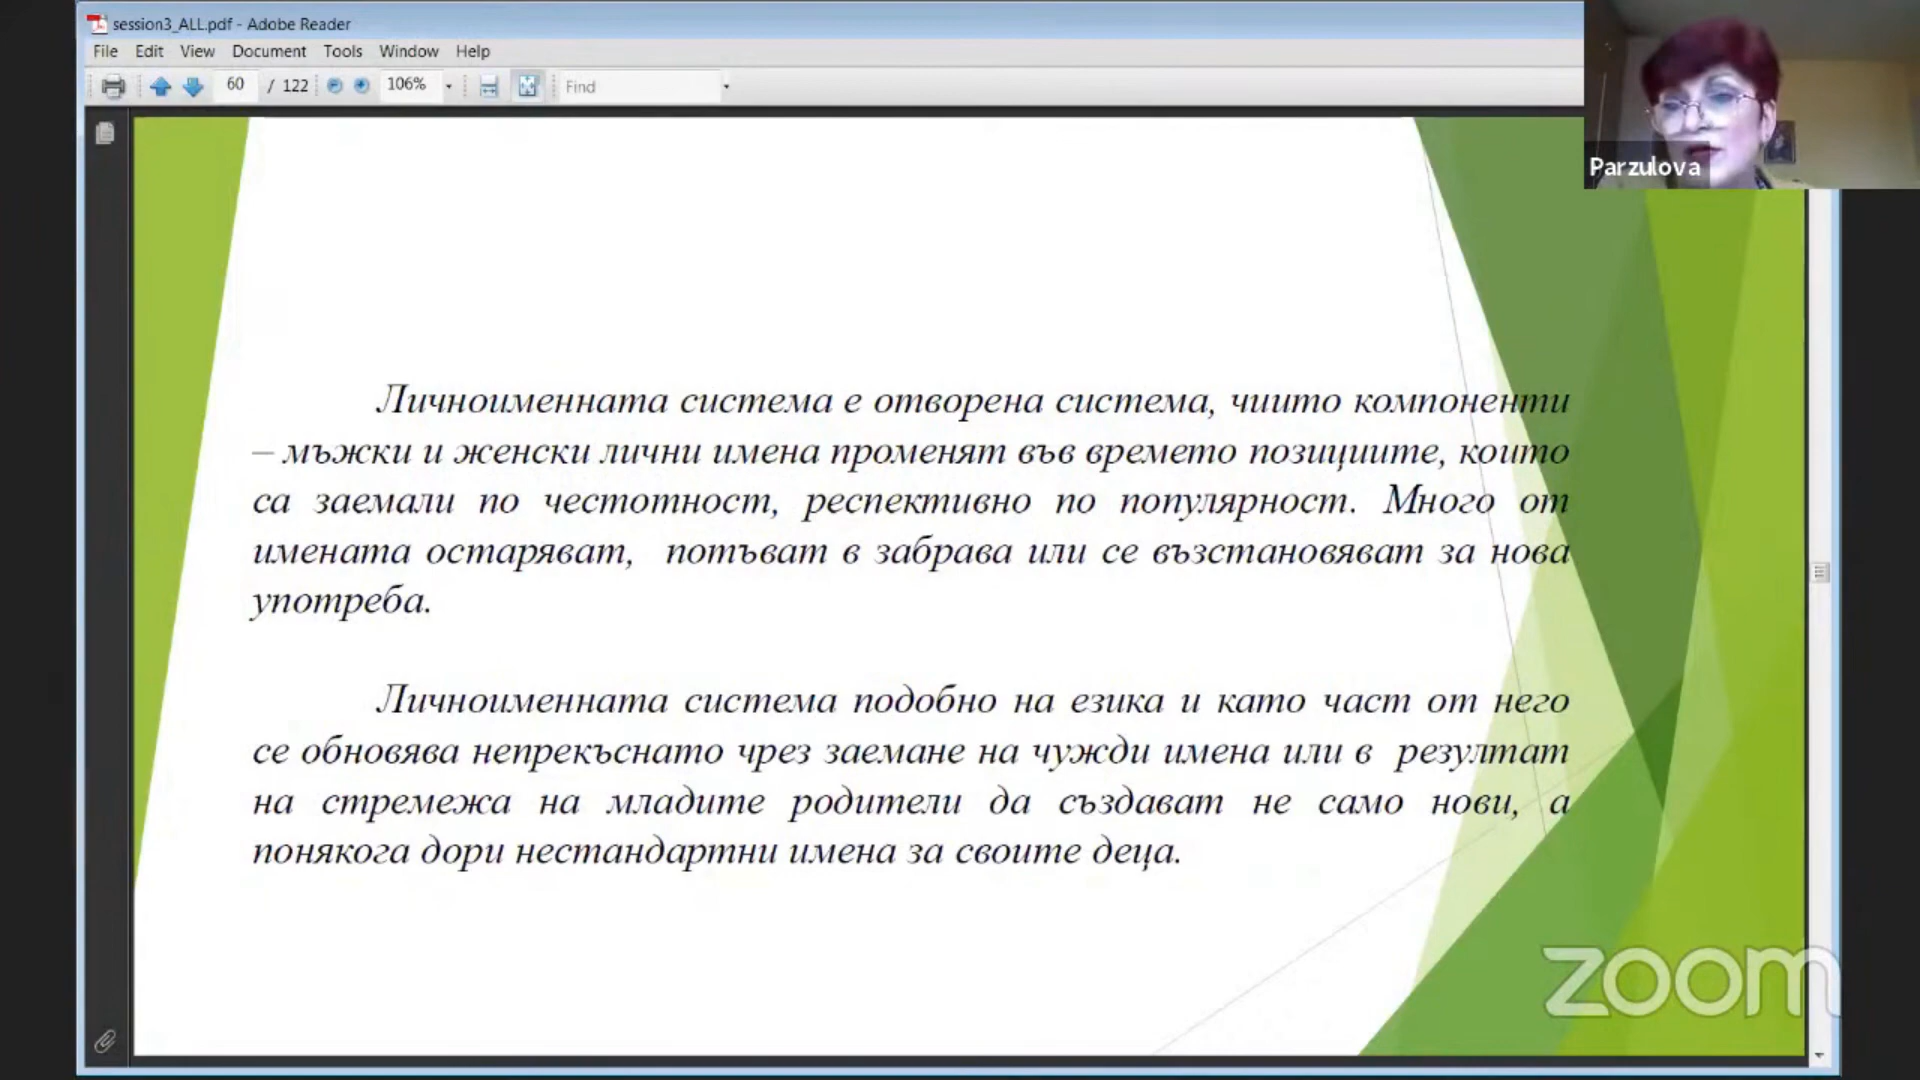 session3_ALL.pdf - Adobe Reader
File Edit View Document Tools Window Help
60 / 122 106% Find
Parzulova
Личноименната система е отворена система, чиито компоненти
– мъжки и женски лични имена променят във времето позициите, които
са заемали по честотност, респективно по популярност. Много от
имената остаряват, потъват в забрава или се възстановяват за нова
употреба.
Личноименната система подобно на езика и като част от него
се обновява непрекъснато чрез заемане на чужди имена или в резултат
на стремежа на младите родители да създават не само нови, а
понякога дори нестандартни имена за своите деца.
zoom